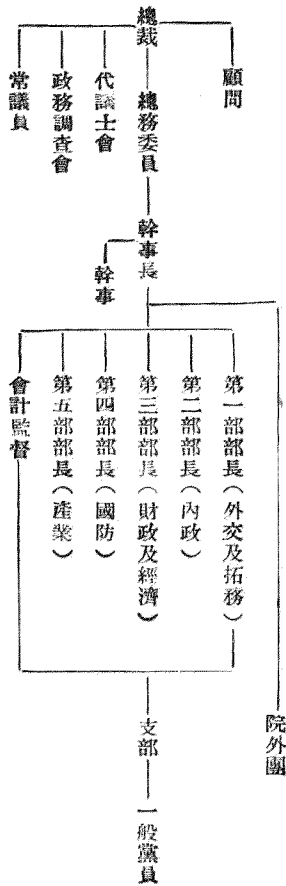 總裁
顧問
總務委員
代議士會
政務調査會
常議員
幹事長
幹事
院外團
第一部部長(外交及拓務)
第二部部長(內政)
第三部部長(財政及經濟)
第四部部長(國防)
第五部部長(產業)
會計監督
支部
一般黨員